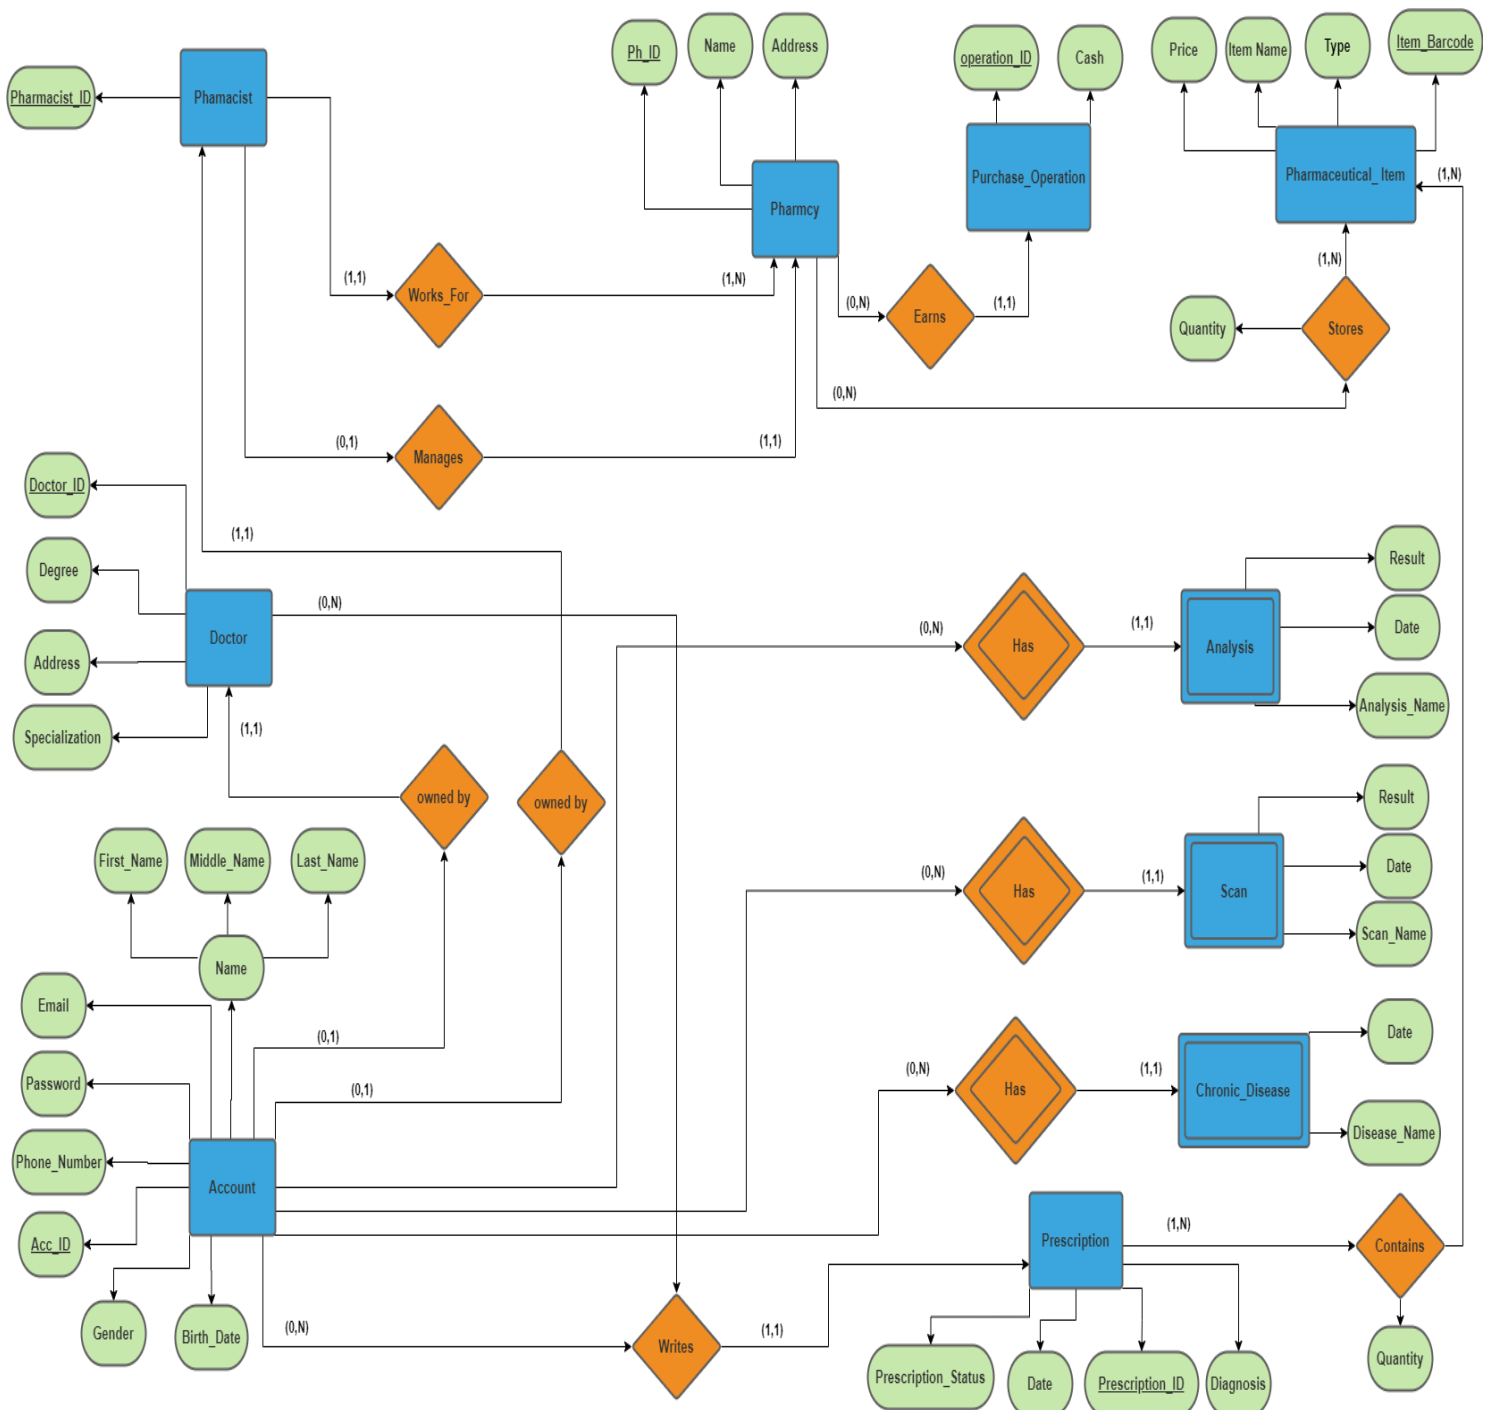 Ph_ID
Name
Address
operation_ID
Cash
Price
Item Name
Type
Item_Barcode
Pharmacist_ID
Phamacist
Pharmcy
Purchase_Operation
Pharmaceutical_Item
(1,N)
(1,1)
Works_For
(1,N)
(0,N)
Earns
(1,1)
(1,N)
Quantity
Stores
(0,N)
(0,1)
Manages
(1,1)
Doctor_ID
(1,1)
Degree
Doctor
(0,N)
Address
Specialization
(1,1)
owned by
owned by
(0,N)
Has
(1,1)
Analysis
Result
Date
Analysis_Name
(0,N)
Has
(1,1)
Scan
Result
Date
Scan_Name
First_Name
Middle_Name
Last_Name
Name
Email
(0,1)
Password
(0,1)
Phone_Number
Account
Acc_ID
Gender
Birth_Date
(0,N)
Has
(1,1)
Chronic_Disease
Date
Disease_Name
(0,N)
Writes
(1,1)
Prescription
(1,N)
Contains
Quantity
Prescription_Status
Date
Prescription_ID
Diagnosis